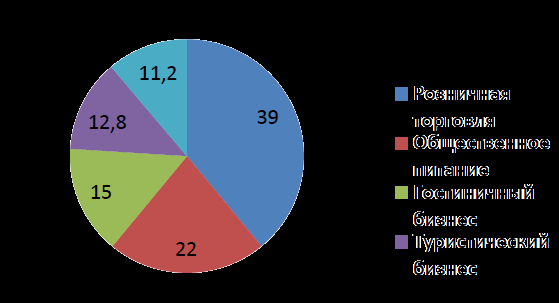 11,2
39
12,8
15
22
Розничная
торговля
Общественное
питание
Гостиничный
бизнес
Туристический
бизнес